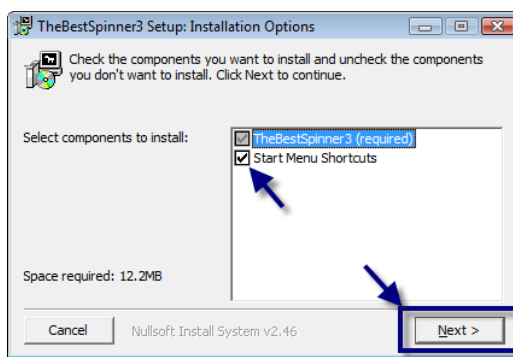 TheBestSpinner3 Setup: Installation Options
Check the components you want to install and uncheck the components
you don't want to install. Click Next to continue.
Select components to install:
TheBestSpinner3 (required)
Start Menu Shortcuts
Space required: 12.2MB
Cancel
Nullsoft Install System v2.46
Next >